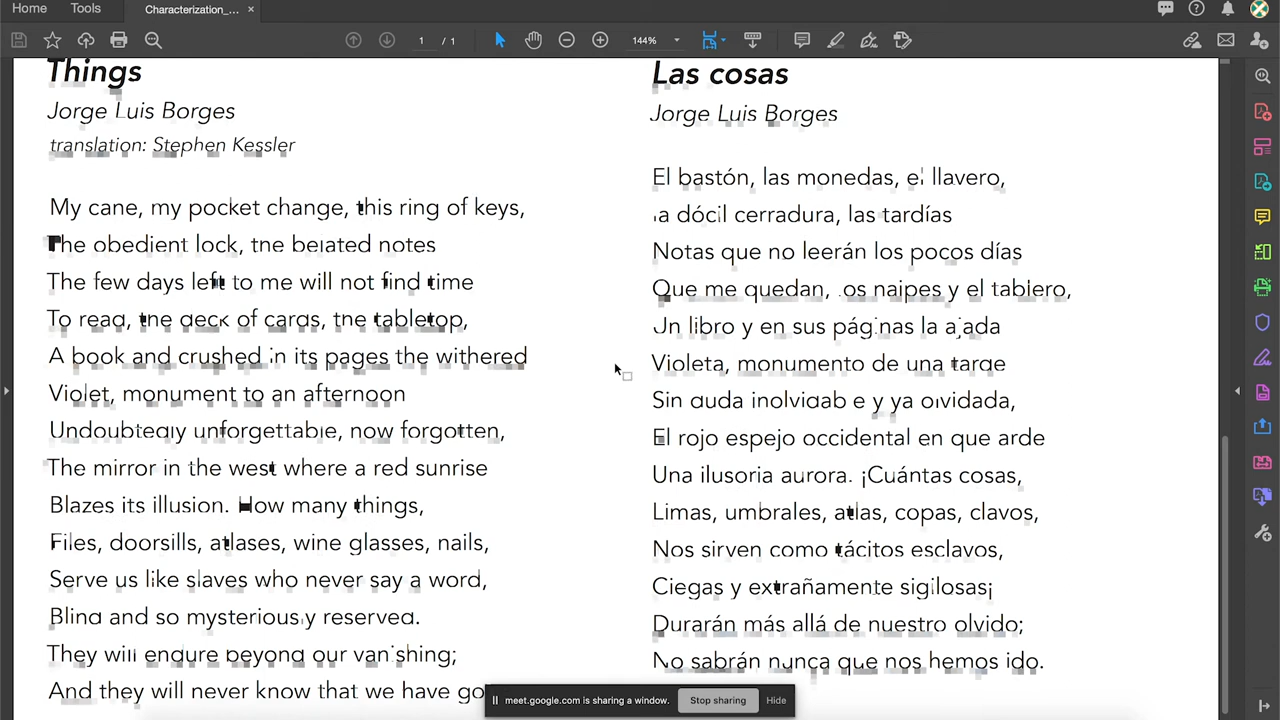 Home Tools Characterization_... ×
1 / 1 144%
Things
Jorge Luis Borges
translation: Stephen Kessler
My cane, my pocket change, this ring of keys,
The obedient lock, the belated notes
The few days left to me will not find time
To read, the deck of cards, the tabletop,
A book and crushed in its pages the withered
Violet, monument to an afternoon
Undoubtedly unforgettable, now forgotten,
The mirror in the west where a red sunrise
Blazes its illusion. How many things,
Files, doorsills, atlases, wine glasses, nails,
Serve us like slaves who never say a word,
Blind and so mysteriously reserved.
They will endure beyond our vanishing;
And they will never know that we have go
Las cosas
Jorge Luis Borges
El bastón, las monedas, el llavero,
la dócil cerradura, las tardías
Notas que no leerán los pocos días
Que me quedan, los naipes y el tablero,
Un libro y en sus páginas la ajada
Violeta, monumento de una tarde
Sin duda inolvidable y ya olvidada,
El rojo espejo occidental en que arde
Una ilusoria aurora. ¡Cuántas cosas,
Limas, umbrales, atlas, copas, clavos,
Nos sirven como tácitos esclavos,
Ciegas y extrañamente sigilosas¡
Durarán más allá de nuestro olvido;
No sabrán nunca que nos hemos ido.
meet.google.com is sharing a window. Stop sharing Hide